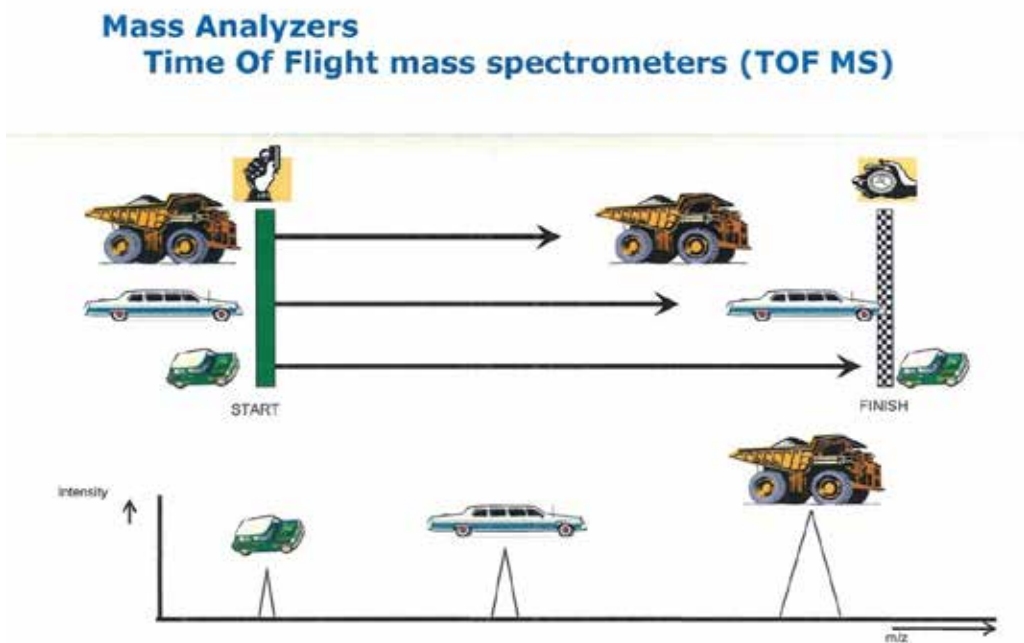 Mass Analyzers
Time Of Flight mass spectrometers (TOF MS)
START
FINISH
Intensity
m/z